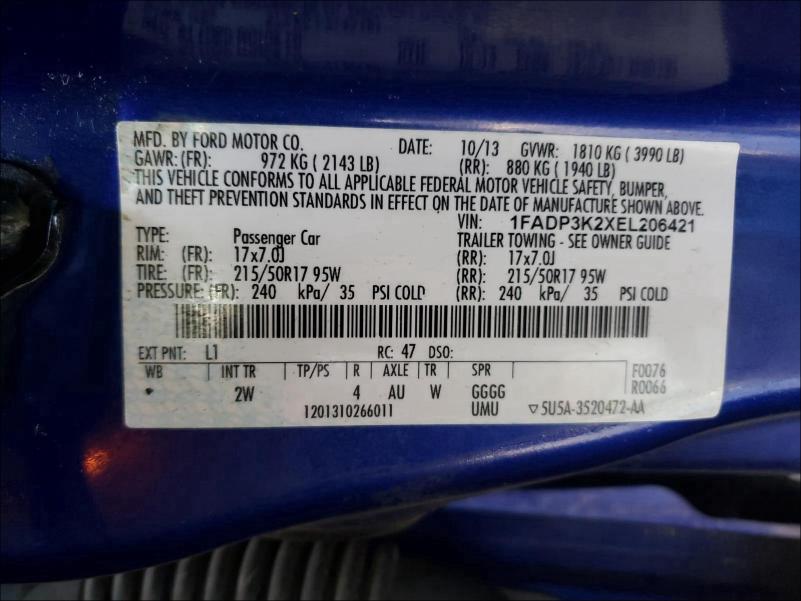 MFD. BY FORD MOTOR CO. DATE: 10/13 GVWR: 1810 KG ( 3990 LB)
GAWR: (FR): 972 KG ( 2143 LB) (RR): 880 KG ( 1940 LB)
THIS VEHICLE CONFORMS TO ALL APPLICABLE FEDERAL MOTOR VEHICLE SAFETY, BUMPER,
AND THEFT PREVENTION STANDARDS IN EFFECT ON THE DATE OF MANUFACTURE SHOWN ABOVE.
VIN: 1FADP3K2XEL206421
TYPE: Passenger Car TRAILER TOWING - SEE OWNER GUIDE
RIM: (FR): 17x7.0J (RR): 17x7.0J
TIRE: (FR): 215/50R17 95W (RR): 215/50R17 95W
PRESSURE: (FR): 240 kPa/ 35 PSI COLD (RR): 240 kPa/ 35 PSI COLD
EXT PNT: L1 RC: 47 DSO:
WB INT TR TP/PS R AXLE TR SPR F0076
* 2W 4 AU W GGGG R0066
1201310266011 UMU ▽5U5A-3520472-AA